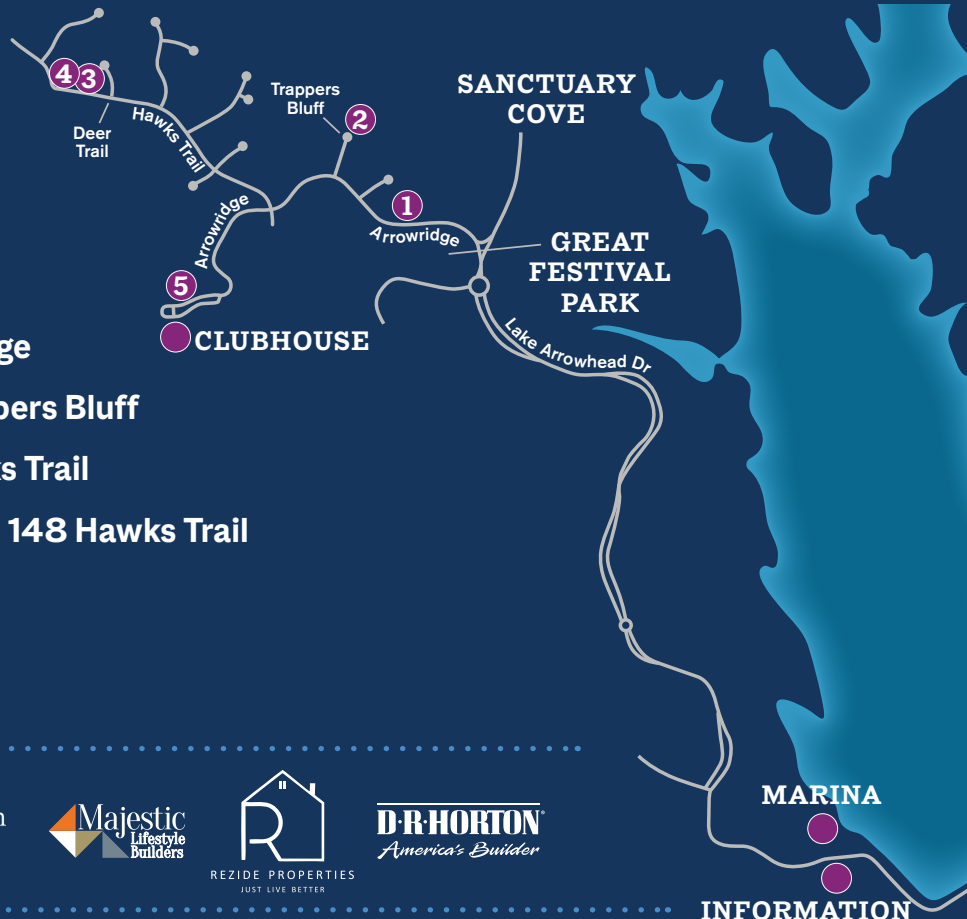 4
3
Deer
Trail
Hawks Trail
Trappers
Bluff
2
SANCTUARY
COVE
1
Arrowridge
Arrowridge
GREAT
FESTIVAL
PARK
5
CLUBHOUSE
Lake Arrowhead Dr
ge
pers Bluff
s Trail
148 Hawks Trail
MARINA
INFORMATION
Majestic
Lifestyle
Builders
R
REZIDE PROPERTIES
JUST LIVE BETTER
D·R·HORTON®
America's Builder